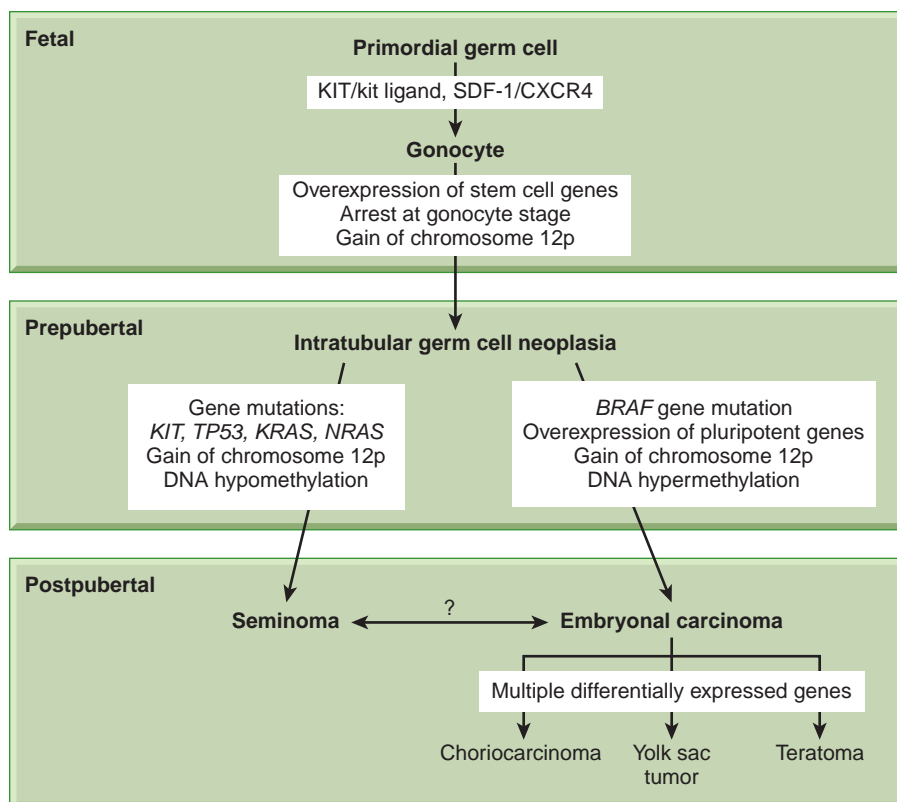 Fetal
Primordial germ cell
KIT/kit ligand, SDF-1/CXCR4
Gonocyte
Overexpression of stem cell genes
Arrest at gonocyte stage
Gain of chromosome 12p
Prepubertal
Intratubular germ cell neoplasia
Gene mutations:
KIT, TP53, KRAS, NRAS
Gain of chromosome 12p
DNA hypomethylation
BRAF gene mutation
Overexpression of pluripotent genes
Gain of chromosome 12p
DNA hypermethylation
Postpubertal
Seminoma
?
Embryonal carcinoma
Multiple differentially expressed genes
Choriocarcinoma
Yolk sac
tumor
Teratoma